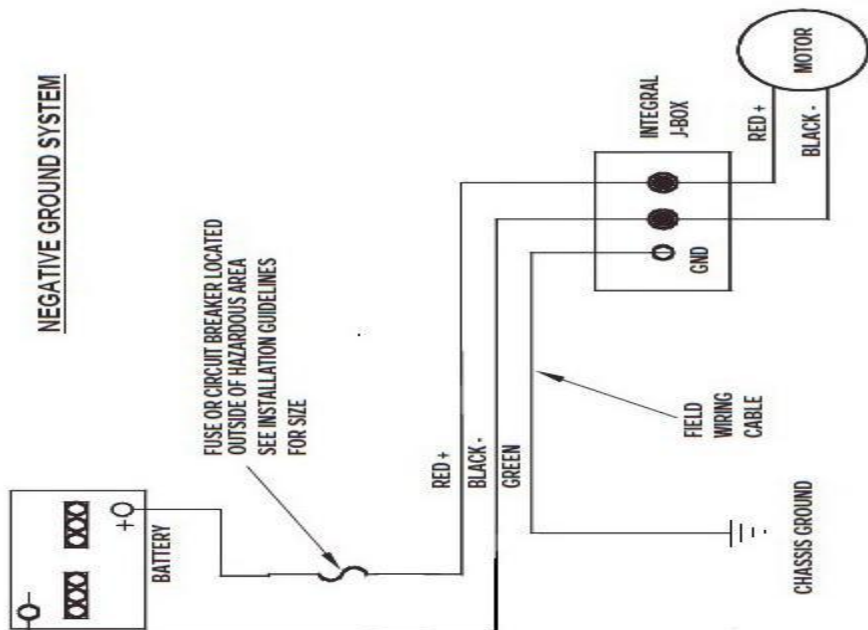 NEGATIVE GROUND SYSTEM
FUSE OR CIRCUIT BREAKER LOCATED
OUTSIDE OF HAZARDOUS AREA
SEE INSTALLATION GUIDELINES
FOR SIZE
+
-
BATTERY
RED +
BLACK -
GREEN
INTEGRAL
J-BOX
GND
RED +
BLACK -
MOTOR
FIELD
WIRING
CABLE
CHASSIS GROUND